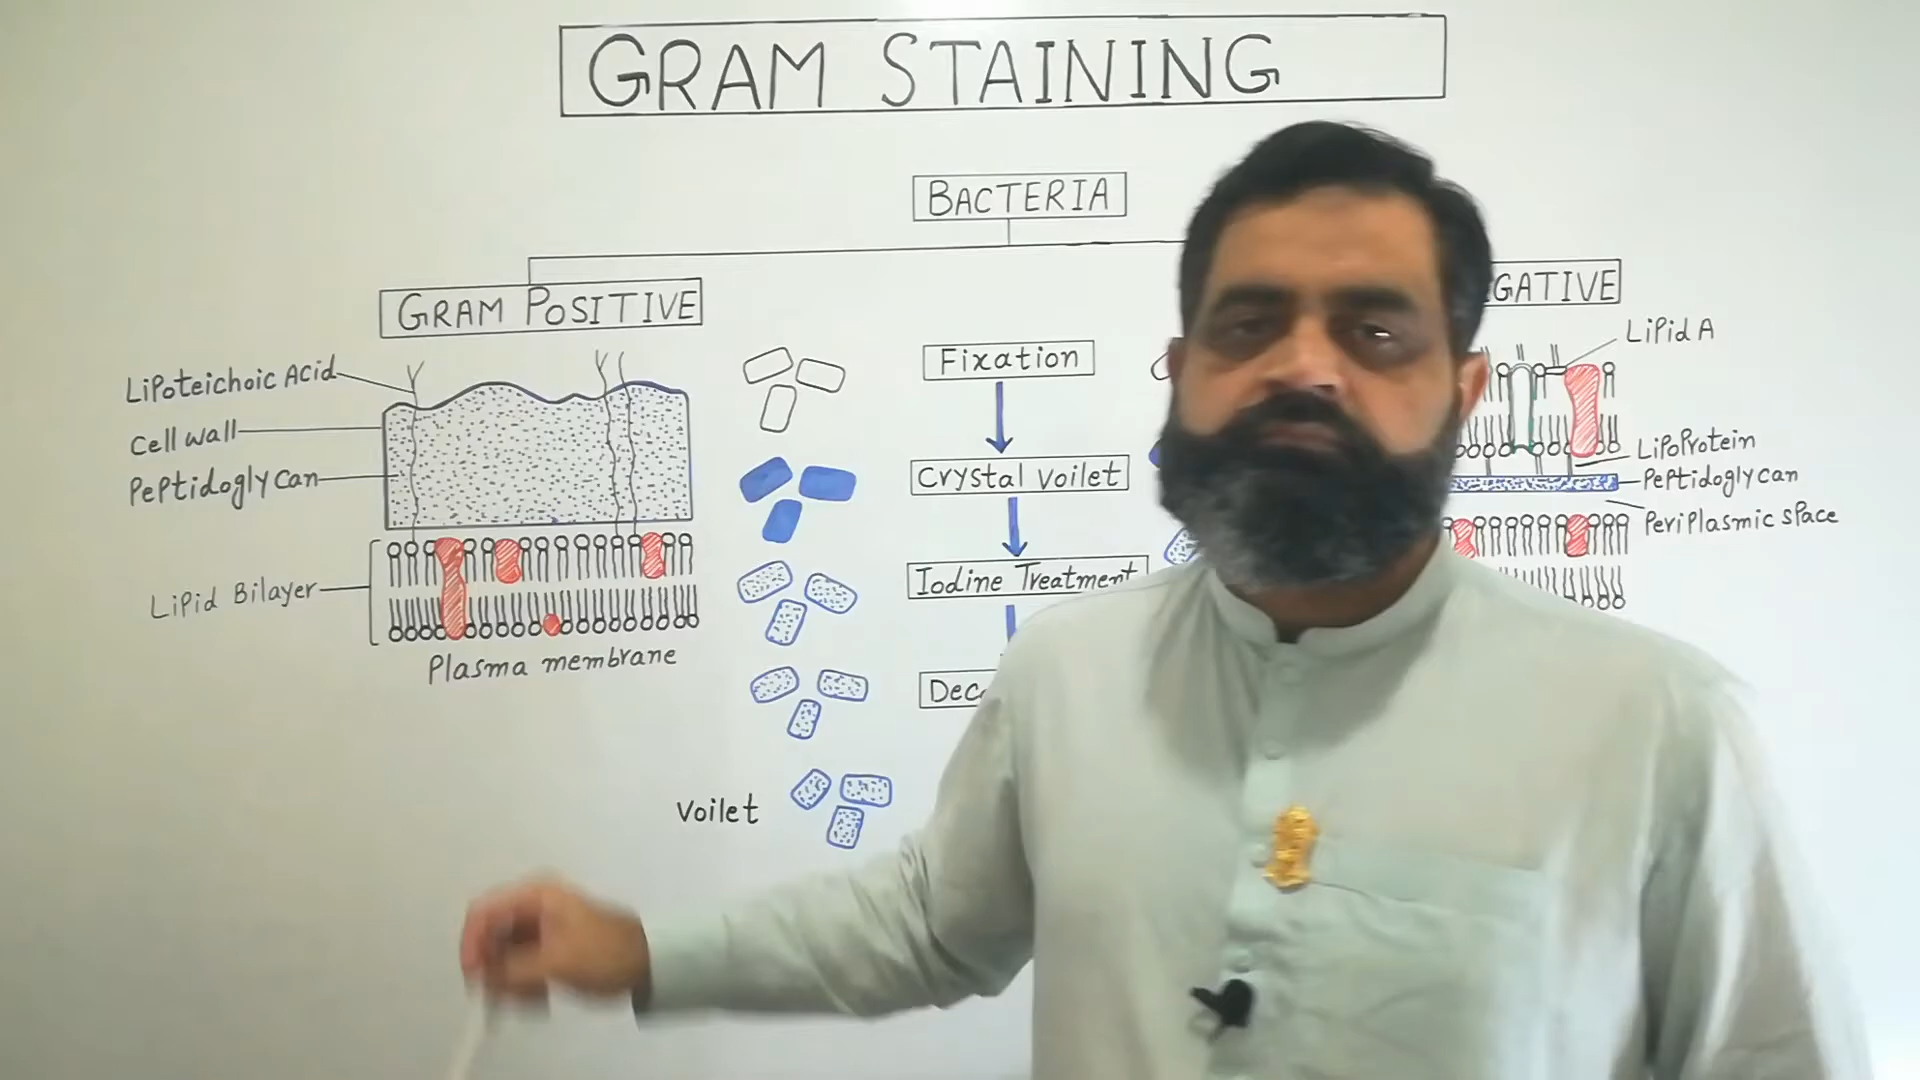 GRAM STAINING
BACTERIA
GRAM POSITIVE
GATIVE
Lipoteichoic Acid
Cell wall
Peptidoglycan
Lipid Bilayer
Plasma membrane
Fixation
Crystal Voilet
Iodine Treatment
Dec
Voilet
Lipid A
Lipoprotein
Peptidoglycan
Periplasmic space